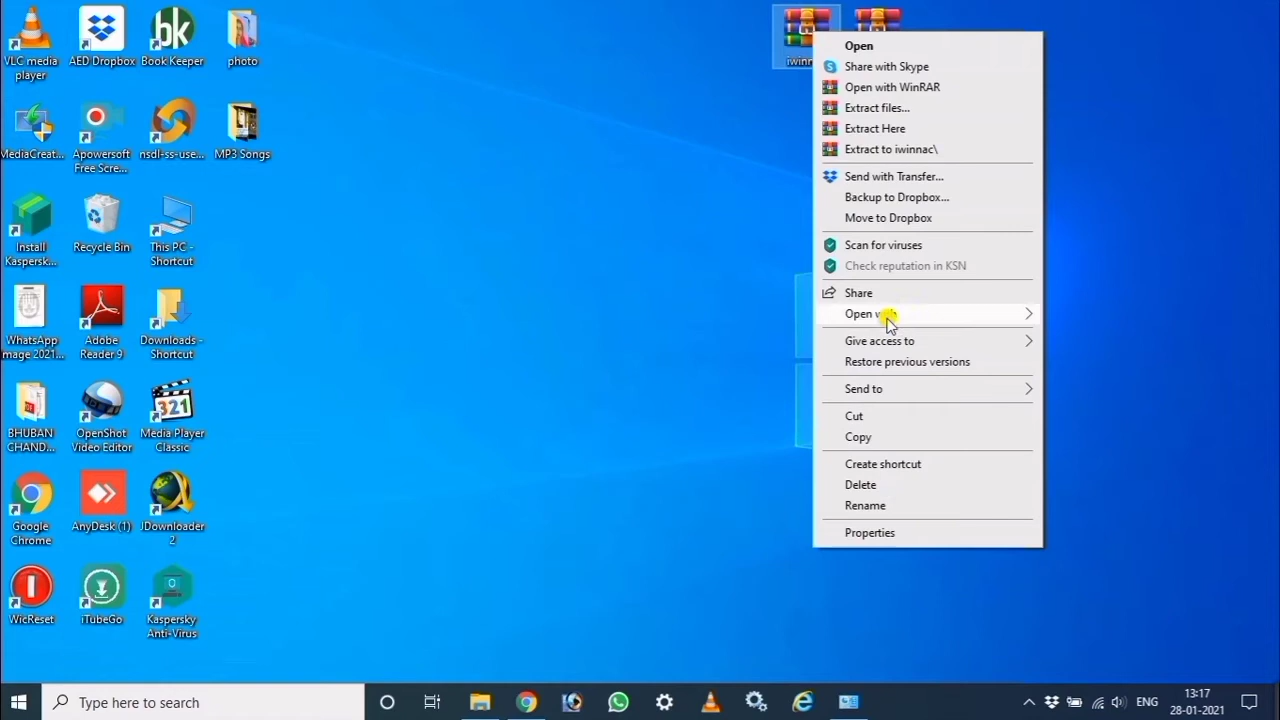 VLC media
player
AED Dropbox
Book Keeper
photo
MediaCreat...
Apowersoft
Free Scre...
nsdl-ss-use...
MP3 Songs
Install
Kaspersk...
Recycle Bin
This PC -
Shortcut
WhatsApp
Image 2021...
Adobe
Reader 9
Downloads -
Shortcut
BHUBAN
CHAND...
OpenShot
Video Editor
321
Media Player
Classic
Google
Chrome
AnyDesk (1)
JDownloader
2
WicReset
iTubeGo
Kaspersky
Anti-Virus
Open
Share with Skype
Open with WinRAR
Extract files...
Extract Here
Extract to iwinnac\
Send with Transfer...
Backup to Dropbox...
Move to Dropbox
Scan for viruses
Check reputation in KSN
Share
Open
Give access to
Restore previous versions
Send to
Cut
Copy
Create shortcut
Delete
Rename
Properties
Type here to search
ENG
13:17
28-01-2021